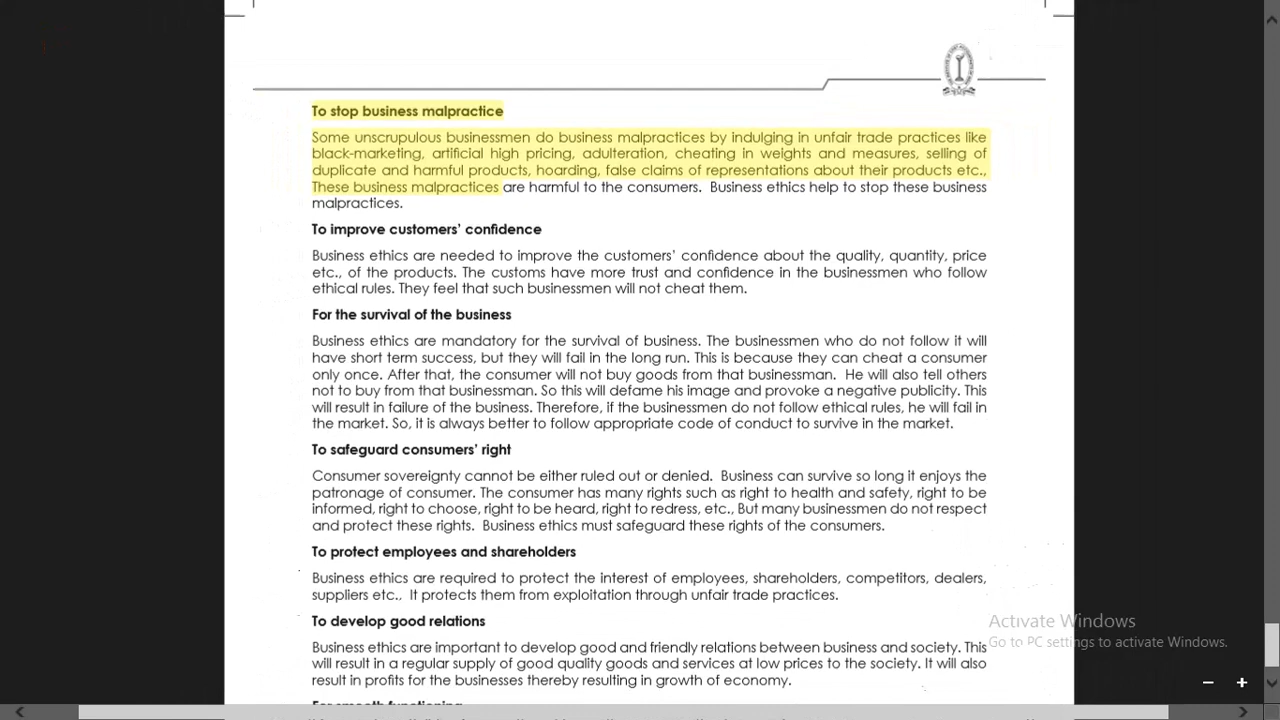 To stop business malpractice
Some unscrupulous businessmen do business malpractices by indulging in unfair trade practices like
black-marketing, artificial high pricing, adulteration, cheating in weights and measures, selling of
duplicate and harmful products, hoarding, false claims of representations about their products etc.,
These business malpractices are harmful to the consumers. Business ethics help to stop these business
malpractices.
To improve customers' confidence
Business ethics are needed to improve the customers' confidence about the quality, quantity, price
etc., of the products. The customs have more trust and confidence in the businessmen who follow
ethical rules. They feel that such businessmen will not cheat them.
For the survival of the business
Business ethics are mandatory for the survival of business. The businessmen who do not follow it will
have short term success, but they will fail in the long run. This is because they can cheat a consumer
only once. After that, the consumer will not buy goods from that businessman. He will also tell others
not to buy from that businessman. So this will defame his image and provoke a negative publicity. This
will result in failure of the business. Therefore, if the businessmen do not follow ethical rules, he will fail in
the market. So, it is always better to follow appropriate code of conduct to survive in the market.
To safeguard consumers' right
Consumer sovereignty cannot be either ruled out or denied. Business can survive so long it enjoys the
patronage of consumer. The consumer has many rights such as right to health and safety, right to be
informed, right to choose, right to be heard, right to redress, etc., But many businessmen do not respect
and protect these rights. Business ethics must safeguard these rights of the consumers.
To protect employees and shareholders
Business ethics are required to protect the interest of employees, shareholders, competitors, dealers,
suppliers etc., It protects them from exploitation through unfair trade practices.
To develop good relations
Business ethics are important to develop good and friendly relations between business and society. This
will result in a regular supply of good quality goods and services at low prices to the society. It will also
result in profits for the businesses thereby resulting in growth of economy.
For smooth functioning
Activate Windows
Go to PC settings to activate Windows.